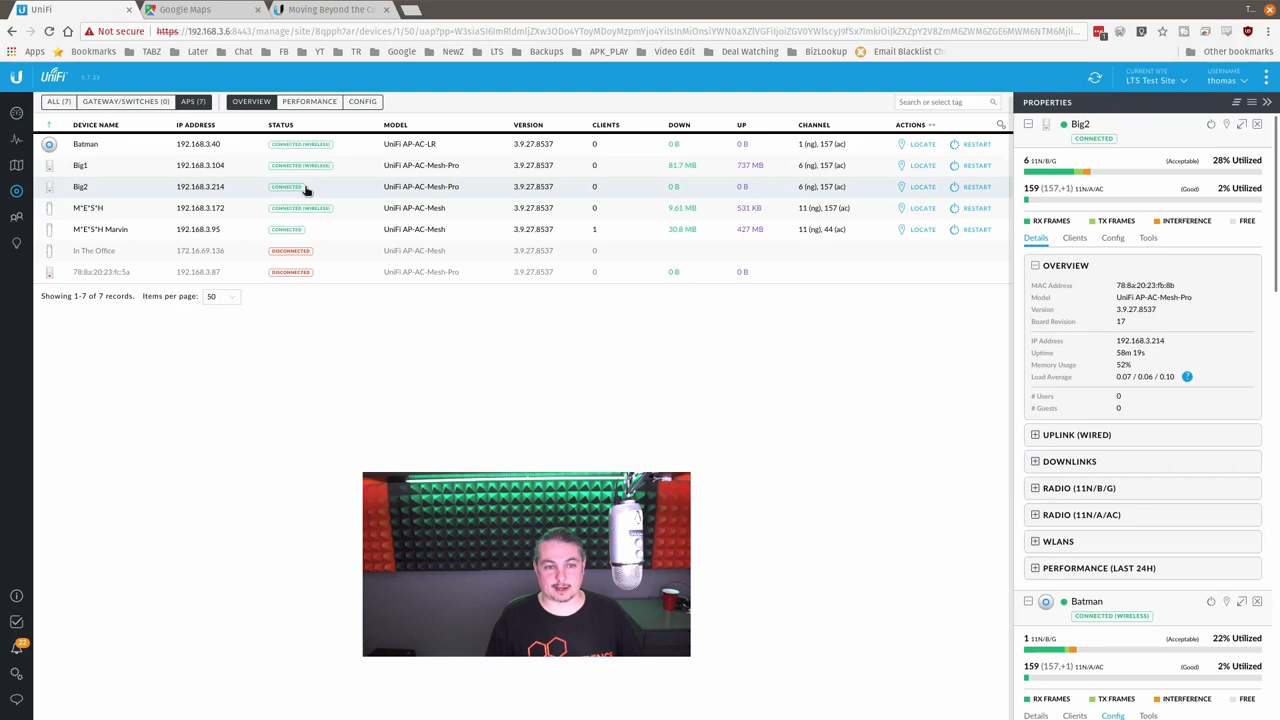 UniFi
Google Maps
Moving Beyond the Co
T...
Not secure
https://192.168.3.6:8443/manage/site/8qpph7ar/devices/1/50/uap?
Apps
Bookmarks
TABZ
Later
Chat
FB
YT
TR
Google
NewZ
LTS
Backups
APK_PLAY
Video Edit
Deal Watching
BizLookup
Email Blacklist Ch
Other bookmarks
UniFi
5.7.23
CURRENT SITE
LTS Test Site
USERNAME
thomas
ALL (7)
GATEWAY/SWITCHES (0)
APS (7)
OVERVIEW
PERFORMANCE
CONFIG
Search or select tag
DEVICE NAME IP ADDRESS STATUS MODEL VERSION CLIENTS DOWN UP CHANNEL ACTIONS
Batman 192.168.3.40 CONNECTED (WIRELESS) UniFi AP-AC-LR 3.9.27.8537 0 0 B 0 B 1 (ng), 157 (ac) LOCATE RESTART
Big1 192.168.3.104 CONNECTED (WIRELESS) UniFi AP-AC-Mesh-Pro 3.9.27.8537 0 81.7 MB 737 MB 6 (ng), 157 (ac) LOCATE RESTART
Big2 192.168.3.214 CONNECTED UniFi AP-AC-Mesh-Pro 3.9.27.8537 0 0 B 0 B 6 (ng), 157 (ac) LOCATE RESTART
M*E*S*H 192.168.3.172 CONNECTED (WIRELESS) UniFi AP-AC-Mesh 3.9.27.8537 0 9.61 MB 531 KB 11 (ng), 157 (ac) LOCATE RESTART
M*E*S*H Marvin 192.168.3.95 CONNECTED UniFi AP-AC-Mesh 3.9.27.8537 1 30.8 MB 427 MB 11 (ng), 44 (ac) LOCATE RESTART
In The Office 192.16.69.136 DISCONNECTED UniFi AP-AC-Mesh 3.9.27.8537 0
78:8a:20:23:fc:5a 192.168.3.87 DISCONNECTED UniFi AP-AC-Mesh-Pro 3.9.27.8537 0 0 B 0 B
Showing 1-7 of 7 records. Items per page: 50
22
PROPERTIES
Big2
CONNECTED
6 11N/B/G (Acceptable) 28% Utilized
159 (157,+1) 11N/A/AC (Good) 2% Utilized
RX FRAMES TX FRAMES INTERFERENCE FREE
Details Clients Config Tools
OVERVIEW
MAC Address 78:8a:20:23:fb:8b
Model UniFi AP-AC-Mesh-Pro
Version 3.9.27.8537
Board Revision 17
IP Address 192.168.3.214
Uptime 58m 19s
Memory Usage 52%
Load Average 0.07 / 0.06 / 0.10 ?
# Users 0
# Guests 0
UPLINK (WIRED)
DOWNLINKS
RADIO (11N/B/G)
RADIO (11N/A/AC)
WLANS
PERFORMANCE (LAST 24H)
Batman
CONNECTED (WIRELESS)
1 11N/B/G (Acceptable) 22% Utilized
159 (157,+1) 11N/A/AC (Good) 2% Utilized
RX FRAMES TX FRAMES INTERFERENCE FREE
Details Clients Config Tools